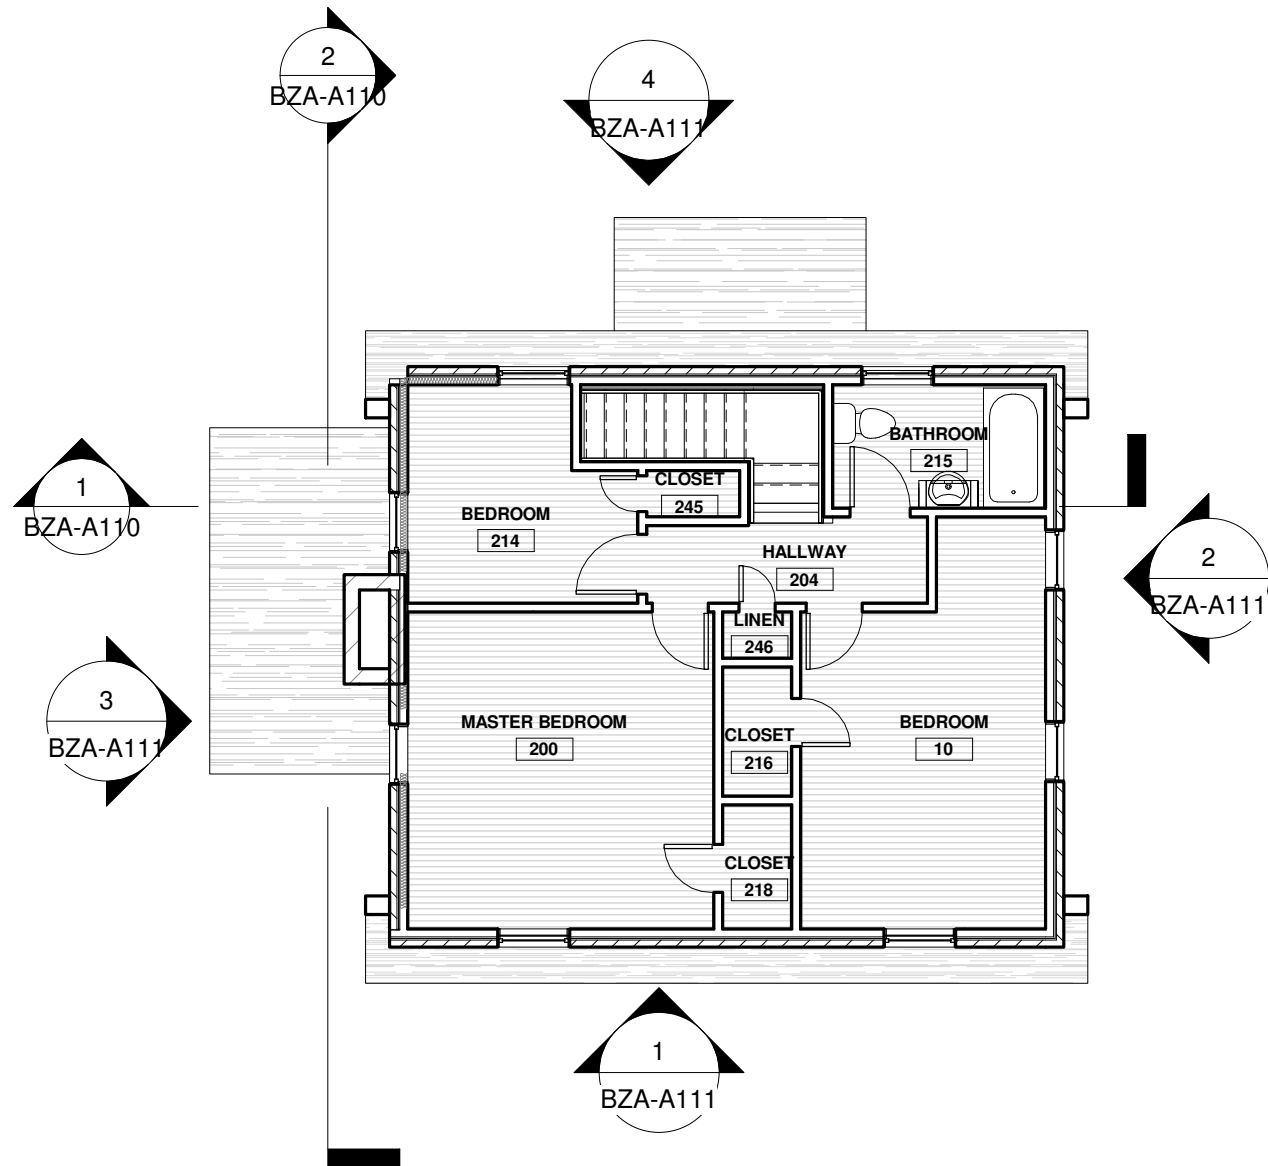 2
BZA-A110
4
BZA-A111
BATHROOM
215
CLOSET
245
1
BZA-A110
BEDROOM
214
HALLWAY
204
2
BZA-A111
LINEN
246
3
BZA-A111
MASTER BEDROOM
200
CLOSET
216
BEDROOM
10
CLOSET
218
1
BZA-A111